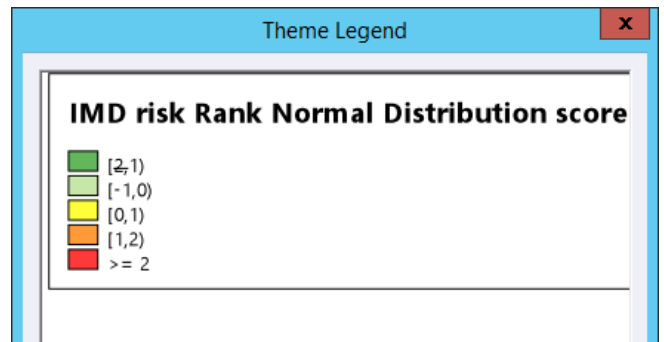 Theme Legend
x
IMD risk Rank Normal Distribution score
[2,1)
[-1,0)
[0,1)
[1,2)
>= 2